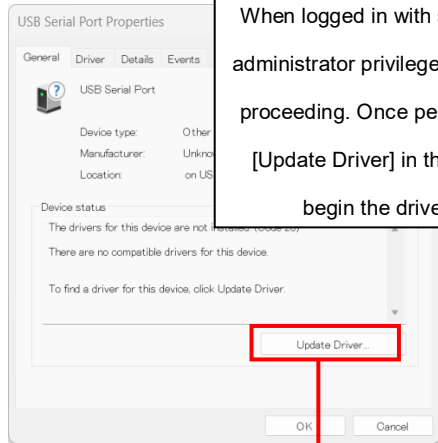 USB Serial Port Properties
When logged in with
administrator privilege
proceeding. Once pe
[Update Driver] in th
begin the drive
General Driver Details Events
USB Serial Port
Device type: Other
Manufacturer: Unkno
Location: on US
Device status
The drivers for this device are not installed. (Code 28)
There are no compatible drivers for this device.
To find a driver for this device, click Update Driver.
Update Driver...
OK Cancel